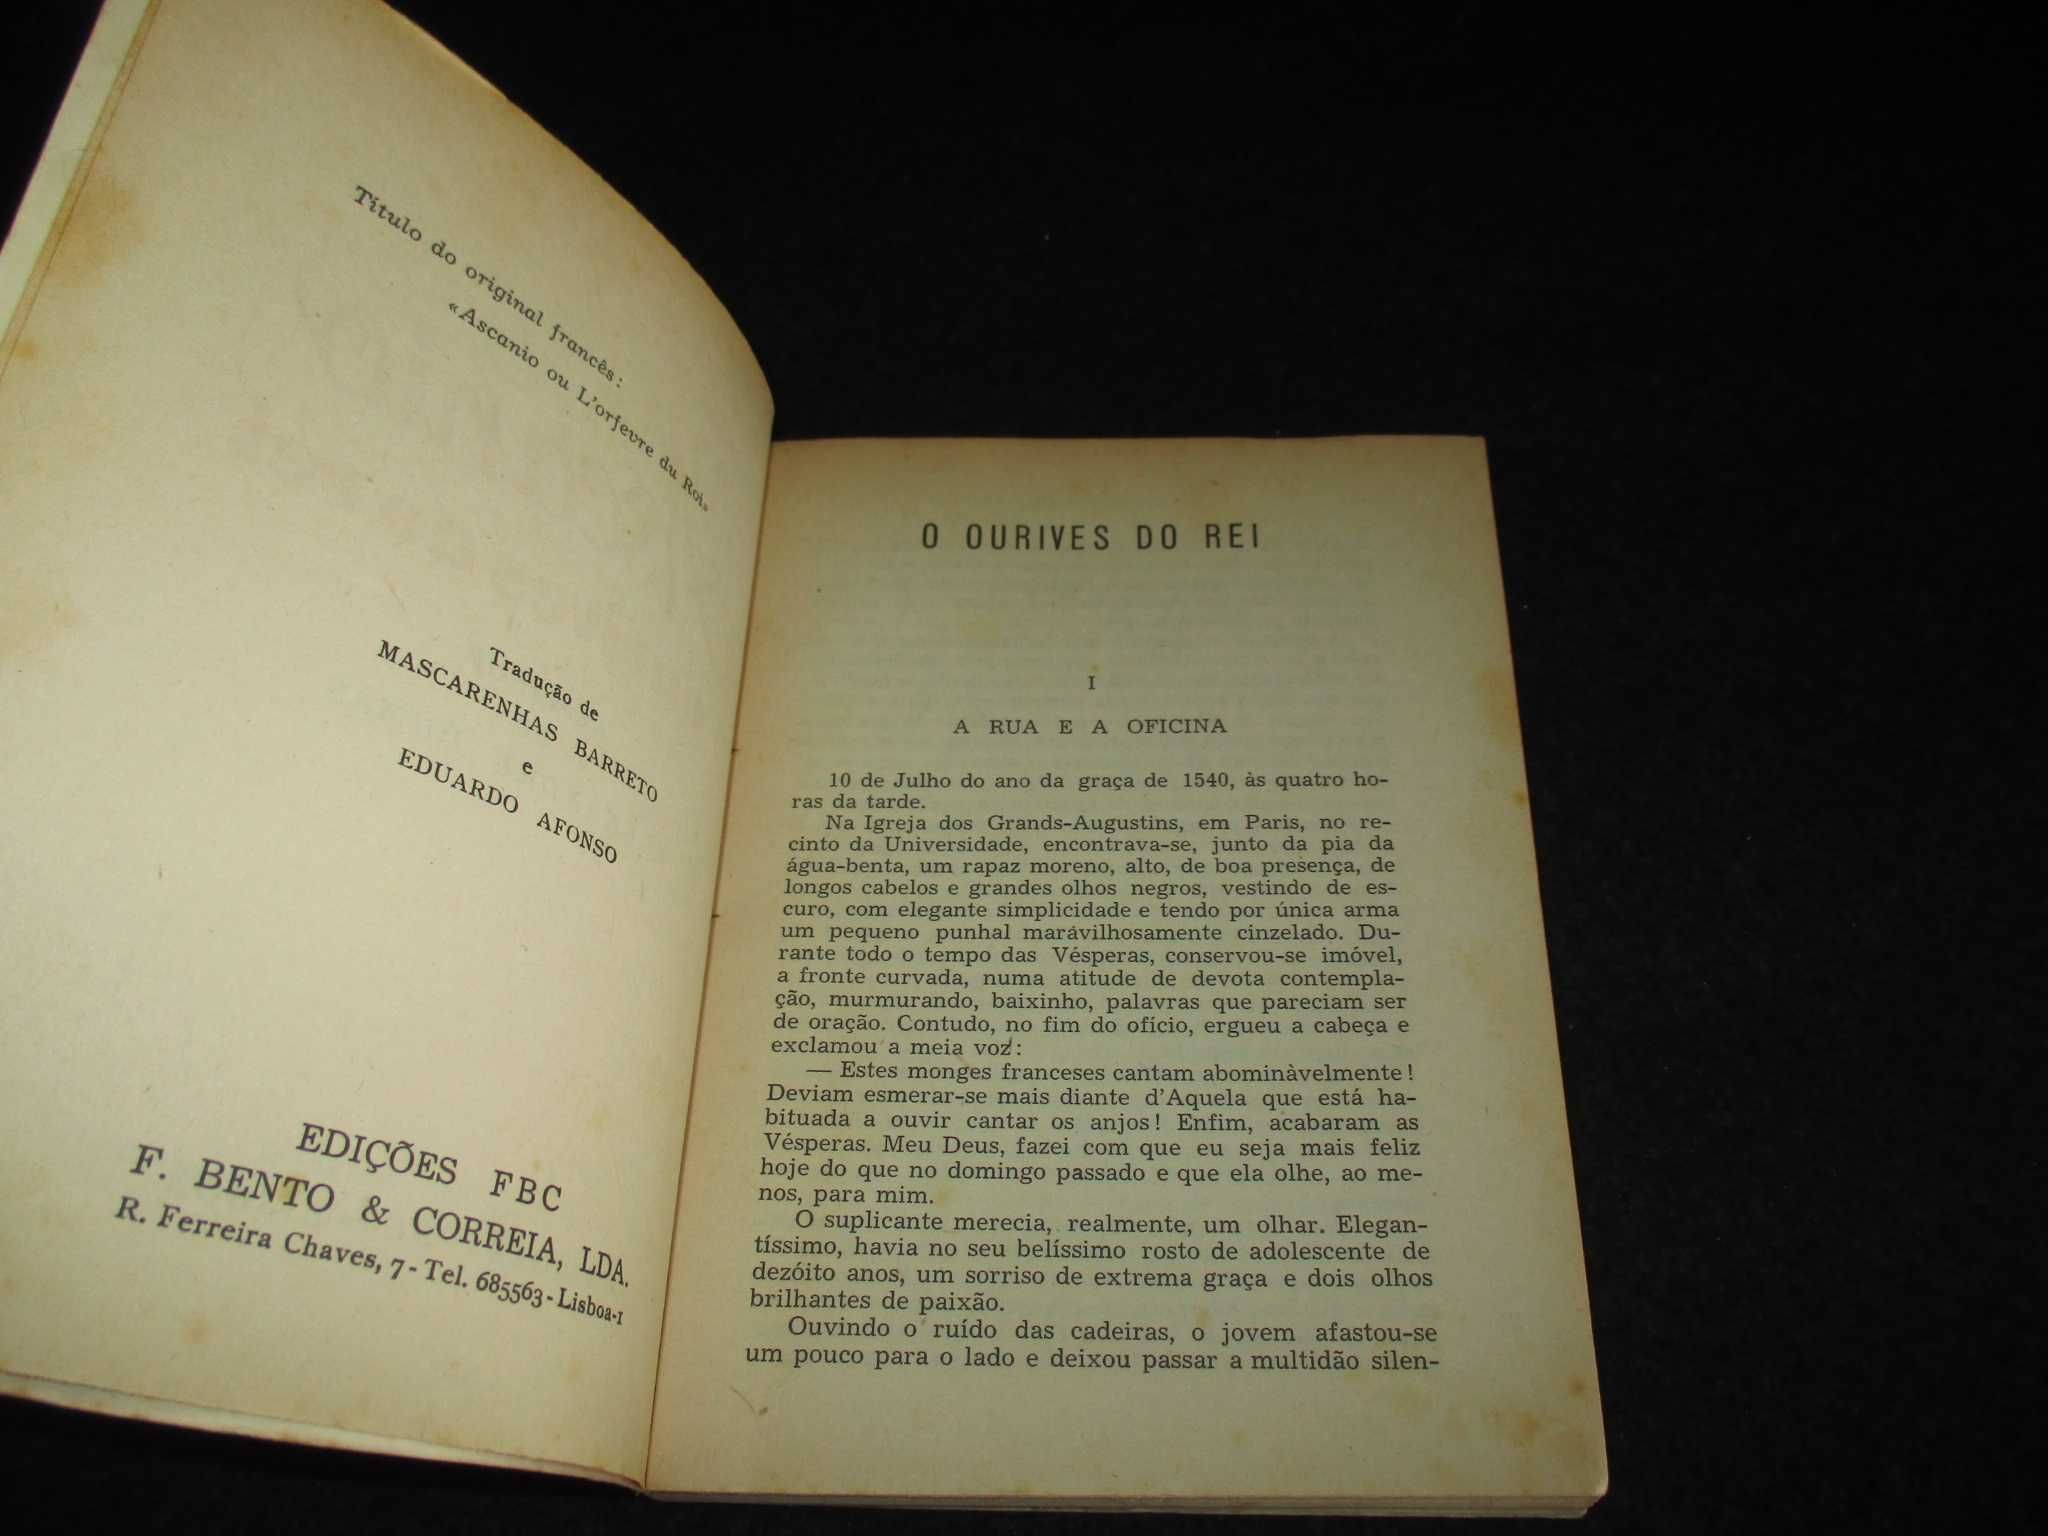 Título do original francês:
«Ascanio ou L'orfevre du Roi»
Tradução de
MASCARENHAS BARRETO
e
EDUARDO AFONSO
EDIÇÕES FBC
F. BENTO & CORREIA, LDA.
R. Ferreira Chaves, 7 - Tel. 685563 - Lisboa-1
O OURIVES DO REI
I
A RUA E A OFICINA
10 de Julho do ano da graça de 1540, às quatro ho-
ras da tarde.
Na Igreja dos Grands-Augustins, em Paris, no re-
cinto da Universidade, encontrava-se, junto da pia da
água-benta, um rapaz moreno, alto, de boa presença, de
longos cabelos e grandes olhos negros, vestindo de es-
curo, com elegante simplicidade e tendo por única arma
um pequeno punhal maràvilhosamente cinzelado. Du-
rante todo o tempo das Vésperas, conservou-se imóvel,
a fronte curvada, numa atitude de devota contempla-
ção, murmurando, baixinho, palavras que pareciam ser
de oração. Contudo, no fim do ofício, ergueu a cabeça e
exclamou a meia voz:
— Estes monges franceses cantam abominàvelmente!
Deviam esmerar-se mais diante d'Aquela que está ha-
bituada a ouvir cantar os anjos! Enfim, acabaram as
Vésperas. Meu Deus, fazei com que eu seja mais feliz
hoje do que no domingo passado e que ela olhe, ao me-
nos, para mim.
O suplicante merecia, realmente, um olhar. Elegan-
tíssimo, havia no seu belíssimo rosto de adolescente de
dezóito anos, um sorriso de extrema graça e dois olhos
brilhantes de paixão.
Ouvindo o ruído das cadeiras, o jovem afastou-se
um pouco para o lado e deixou passar a multidão silen-